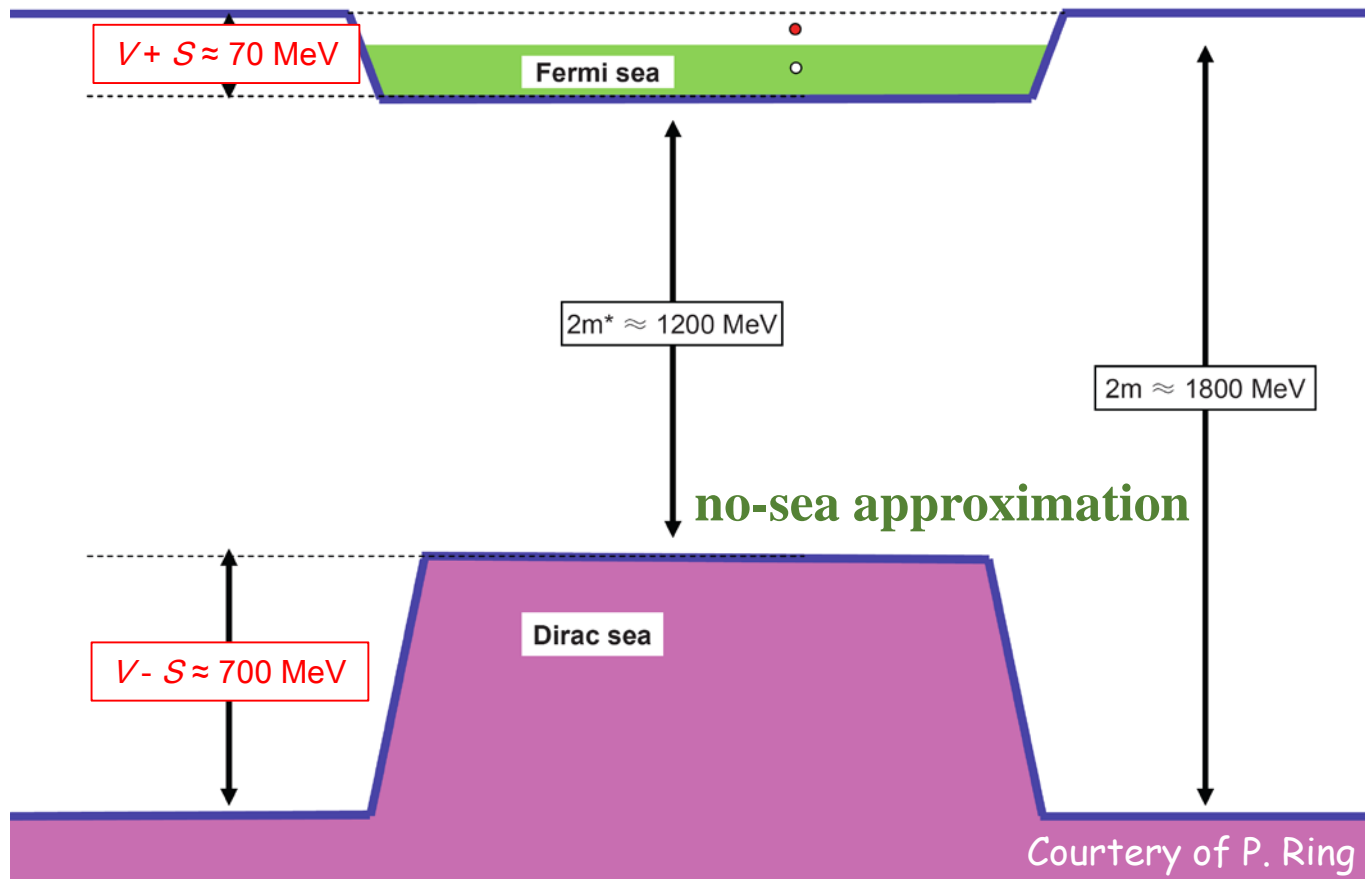 V + S ≈ 70 MeV
Fermi sea
2m* ≈ 1200 MeV
2m ≈ 1800 MeV
no-sea approximation
Dirac sea
V - S ≈ 700 MeV
Courtery of P. Ring